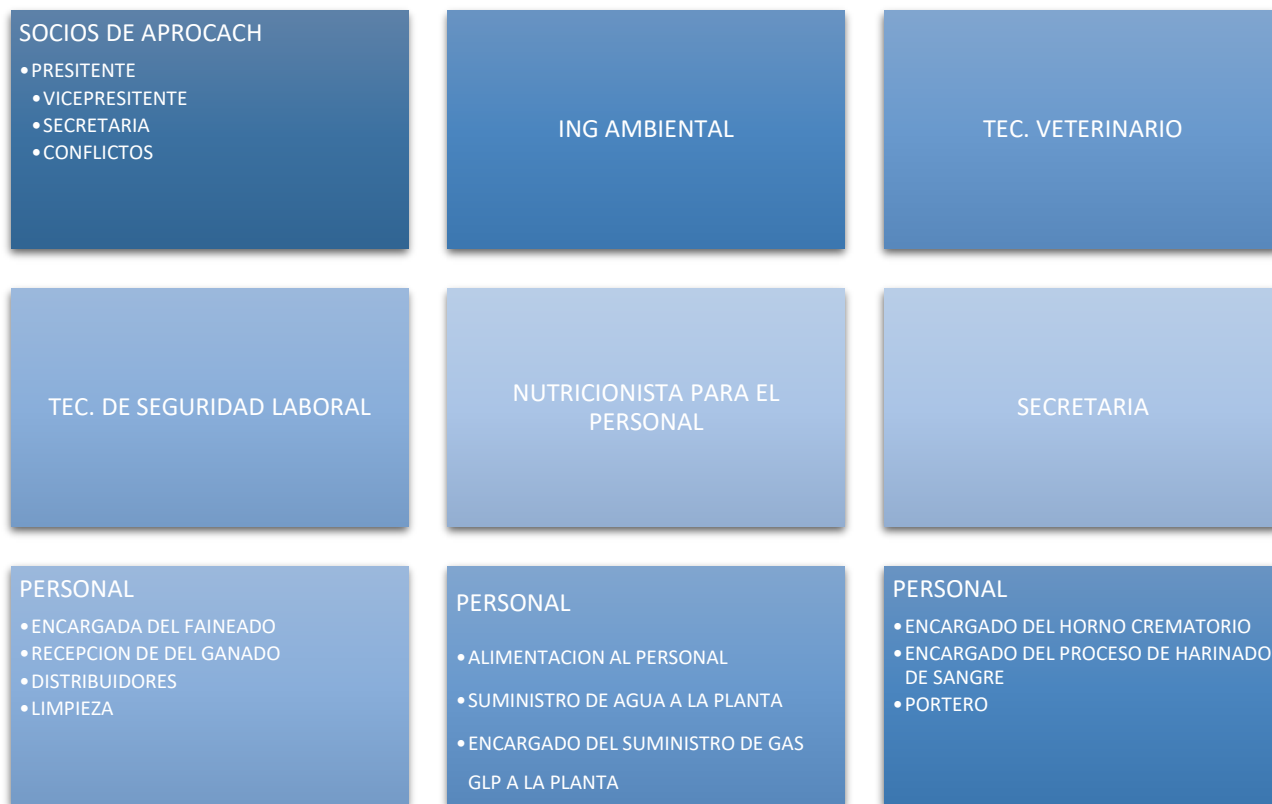 SOCIOS DE APROCACH
•PRESITENTE
•VICEPRESITENTE
•SECRETARIA
•CONFLICTOS
ING AMBIENTAL
TEC. VETERINARIO
TEC. DE SEGURIDAD LABORAL
NUTRICIONISTA PARA EL
PERSONAL
SECRETARIA
PERSONAL
•ENCARGADA DEL FAINEADO
•RECEPCION DE DEL GANADO
•DISTRIBUIDORES
•LIMPIEZA
PERSONAL
•ALIMENTACION AL PERSONAL
•SUMINISTRO DE AGUA A LA PLANTA
•ENCARGADO DEL SUMINISTRO DE GAS
GLP A LA PLANTA
PERSONAL
•ENCARGADO DEL HORNO CREMATORIO
•ENCARGADO DEL PROCESO DE HARINADO
DE SANGRE
•PORTERO